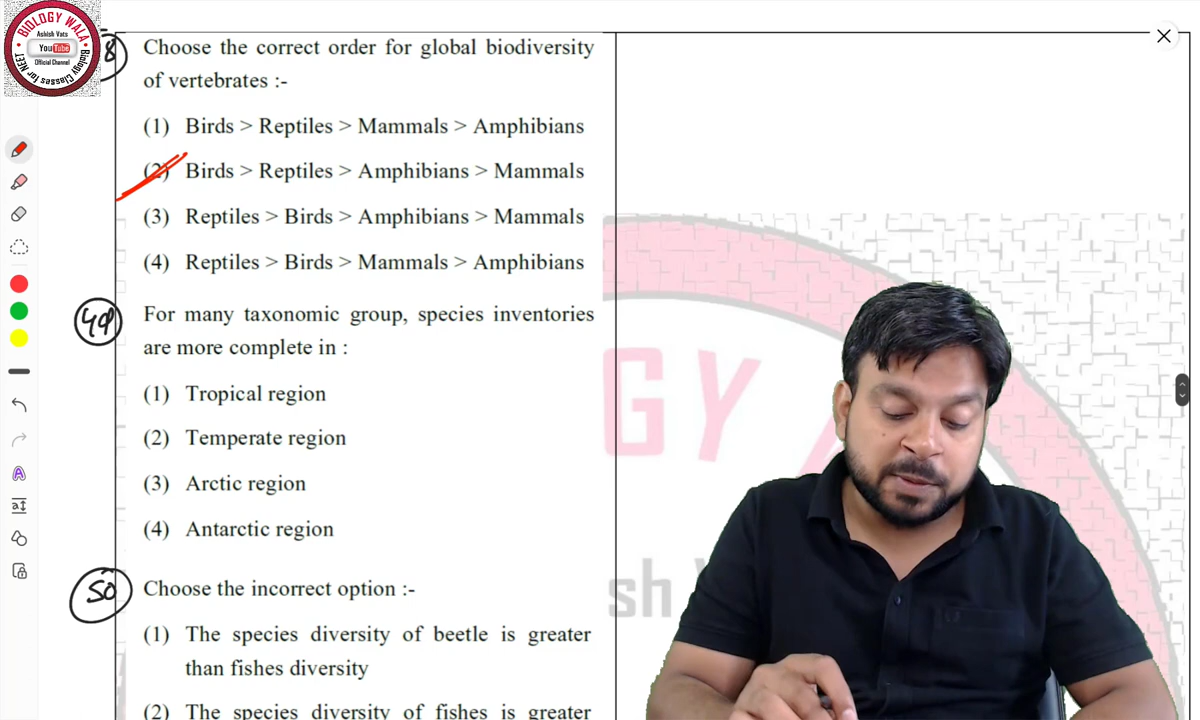 BIOLOGY WALA
Ashish Vats
YouTube
Official Channel
Biology Classes for NEET
8
Choose the correct order for global biodiversity
of vertebrates :-
(1) Birds > Reptiles > Mammals > Amphibians
(2) Birds > Reptiles > Amphibians > Mammals
(3) Reptiles > Birds > Amphibians > Mammals
(4) Reptiles > Birds > Mammals > Amphibians
49
For many taxonomic group, species inventories
are more complete in :
(1) Tropical region
(2) Temperate region
(3) Arctic region
(4) Antarctic region
50
Choose the incorrect option :-
(1) The species diversity of beetle is greater
than fishes diversity
(2) The species diversity of fishes is greater
GY
sh V